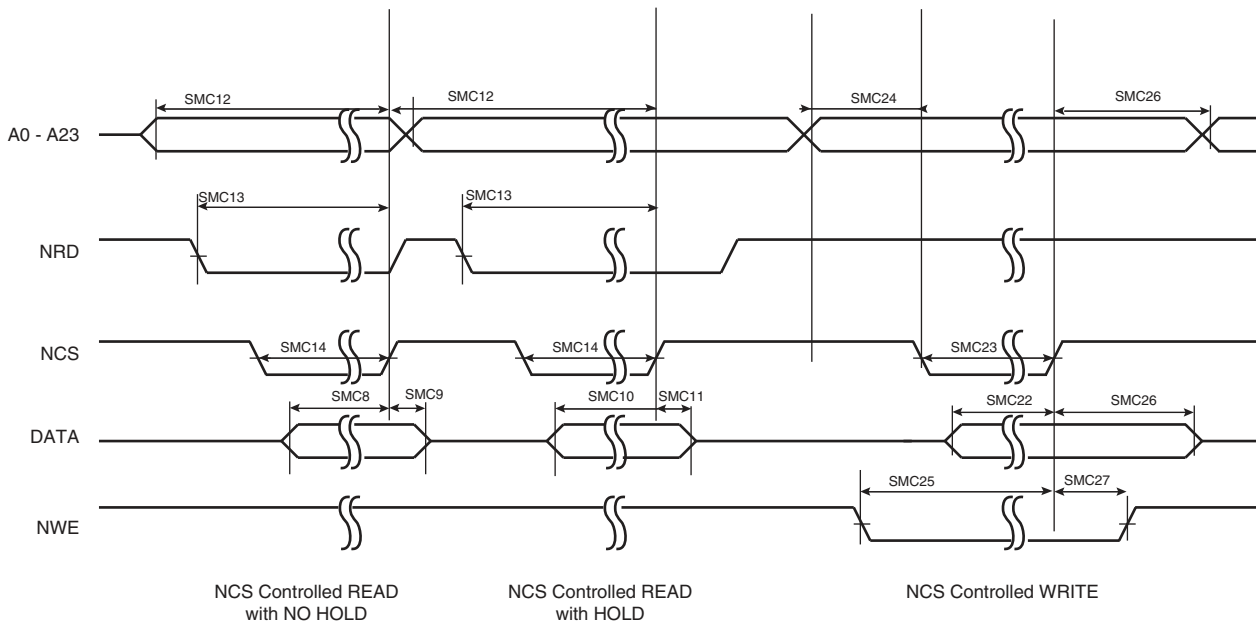 SMC12
SMC12
SMC24
SMC26
A0 - A23
SMC13
SMC13
NRD
NCS
SMC14
SMC14
SMC23
SMC8
SMC9
SMC10
SMC11
SMC22
SMC26
DATA
SMC25
SMC27
NWE
NCS Controlled READ
with NO HOLD
NCS Controlled READ
with HOLD
NCS Controlled WRITE